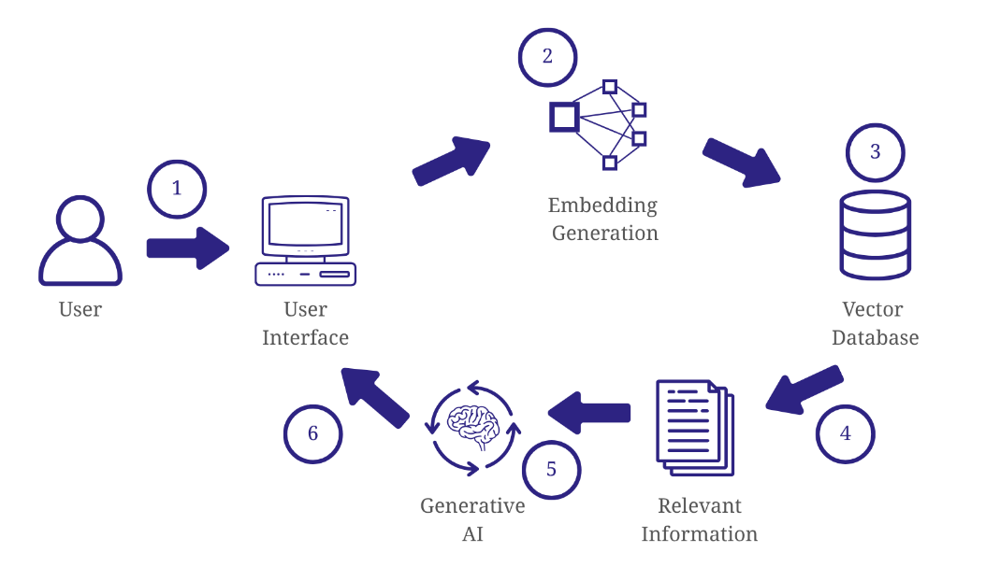 1
User
User
Interface
2
Embedding
Generation
3
Vector
Database
4
Relevant
Information
5
Generative
AI
6